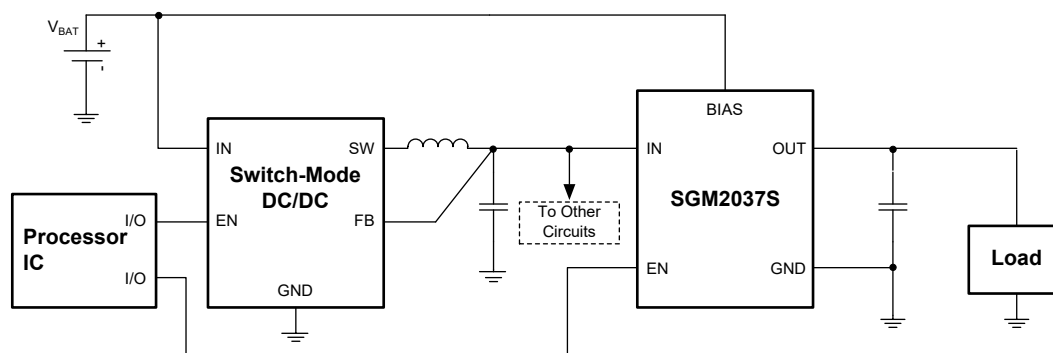 VBAT
+
-
BIAS
IN
SW
IN
OUT
Switch-Mode
DC/DC
SGM2037S
I/O
EN
FB
To Other
Circuits
Processor
IC
I/O
EN
GND
Load
GND